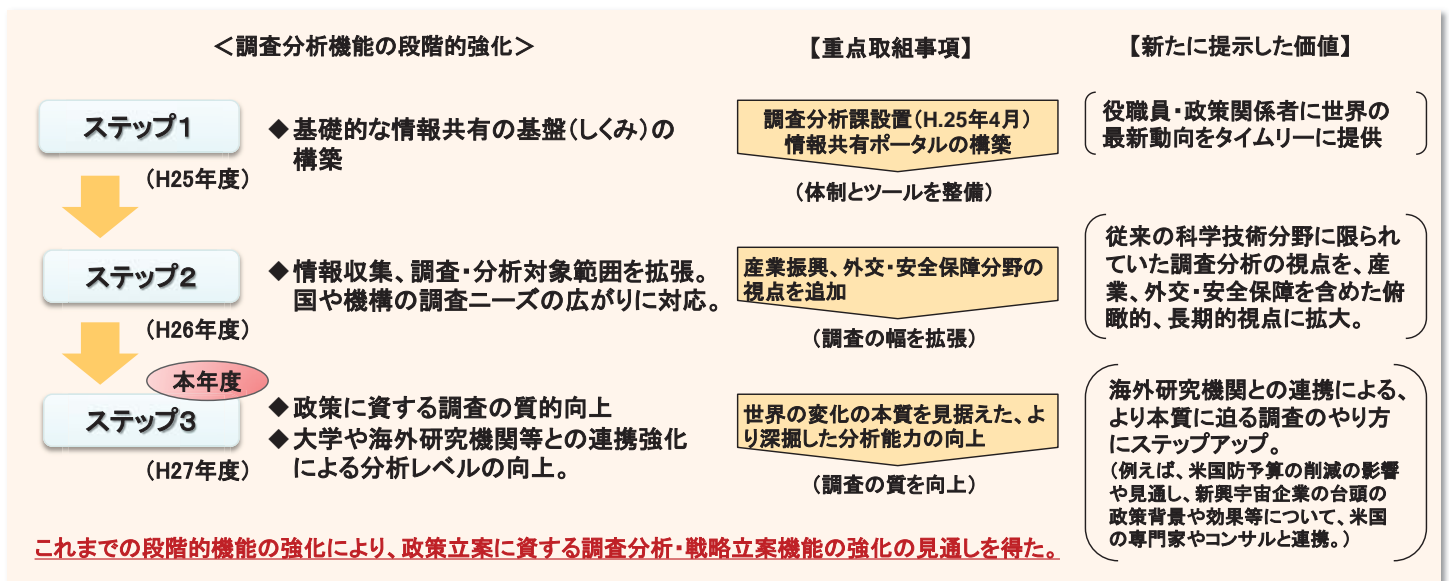 ＜調査分析機能の段階的強化＞
【重点取組事項】
【新たに提示した価値】
ステップ１
（H25年度）
◆基礎的な情報共有の基盤（しくみ）の
構築
調査分析課設置（H.25年4月）
情報共有ポータルの構築
（体制とツールを整備）
役職員・政策関係者に世界の
最新動向をタイムリーに提供
ステップ２
（H26年度）
◆情報収集、調査・分析対象範囲を拡張。
国や機構の調査ニーズの広がりに対応。
産業振興、外交・安全保障分野の
視点を追加
（調査の幅を拡張）
従来の科学技術分野に限られ
ていた調査分析の視点を、産
業、外交・安全保障を含めた俯
瞰的、長期的視点に拡大。
本年度
ステップ３
（H27年度）
◆政策に資する調査の質的向上
◆大学や海外研究機関等との連携強化
による分析レベルの向上。
世界の変化の本質を見据えた、よ
り深掘した分析能力の向上
（調査の質を向上）
海外研究機関との連携による、
より本質に迫る調査のやり方
にステップアップ。
（例えば、米国防予算の削減の影響
や見通し、新興宇宙企業の台頭の
政策背景や効果等について、米国
の専門家やコンサルと連携。）
これまでの段階的機能の強化により、政策立案に資する調査分析・戦略立案機能の強化の見通しを得た。